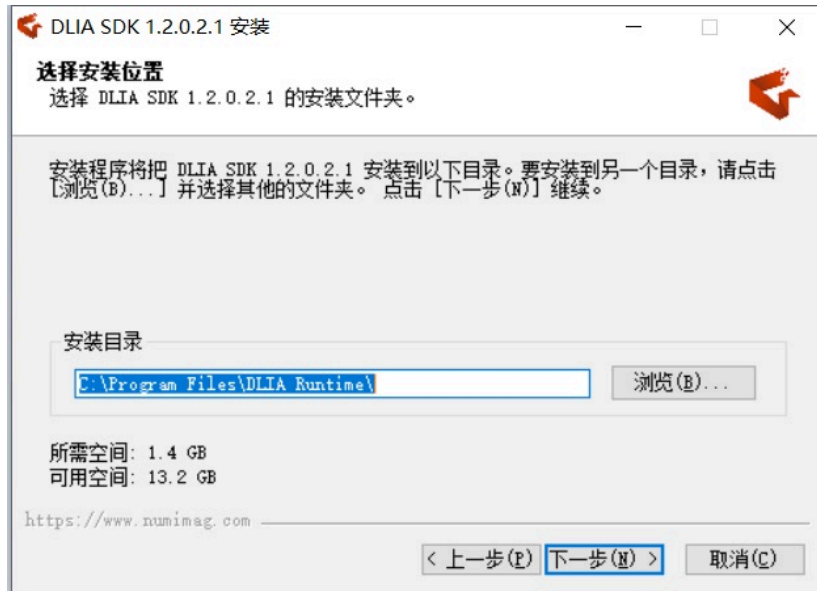 DLIA SDK 1.2.0.2.1 安装
选择安装位置
选择 DLIA SDK 1.2.0.2.1 的安装文件夹。
安装程序将把 DLIA SDK 1.2.0.2.1 安装到以下目录。要安装到另一个目录，请点击
[浏览(B)...] 并选择其他的文件夹。 点击 [下一步(N)] 继续。
安装目录
C:\Program Files\DLIA Runtime\
浏览(B)...
所需空间: 1.4 GB
可用空间: 13.2 GB
https://www.numimag.com
< 上一步(P) 下一步(N) > 取消(C)